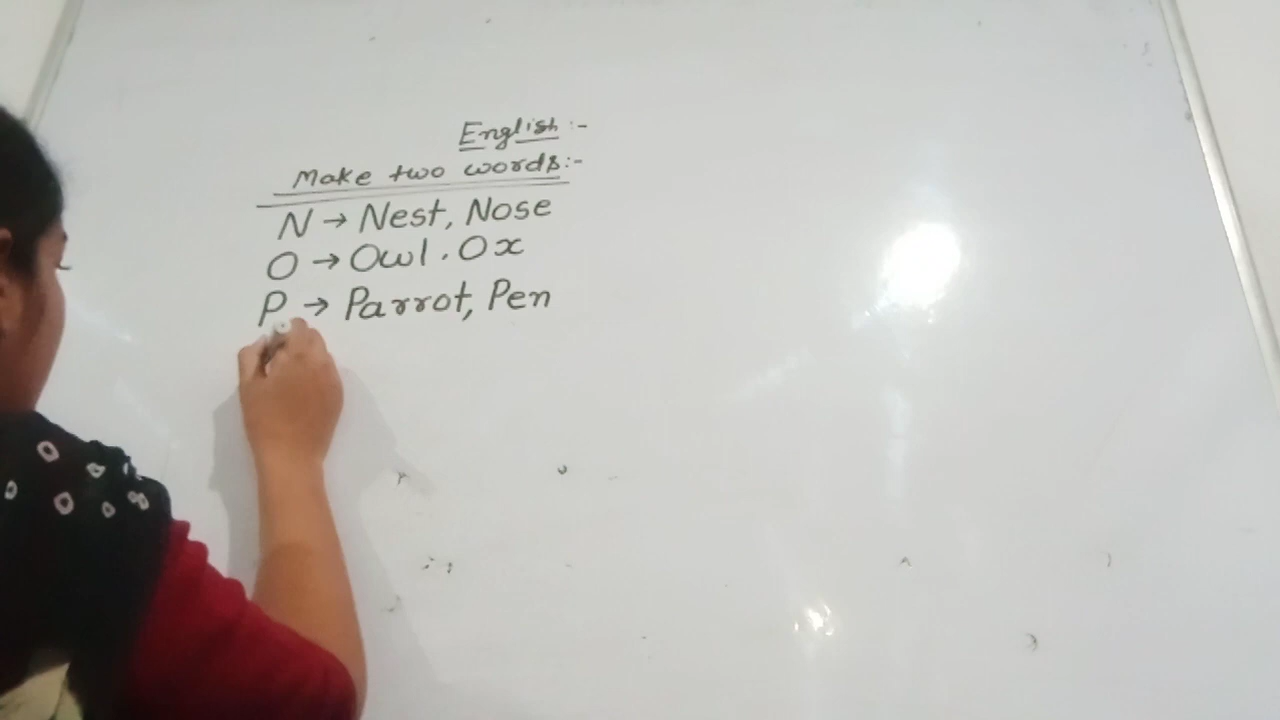 English :-
Make two words:-
N → Nest, Nose
O → Owl . Ox
P → Parrot, Pen